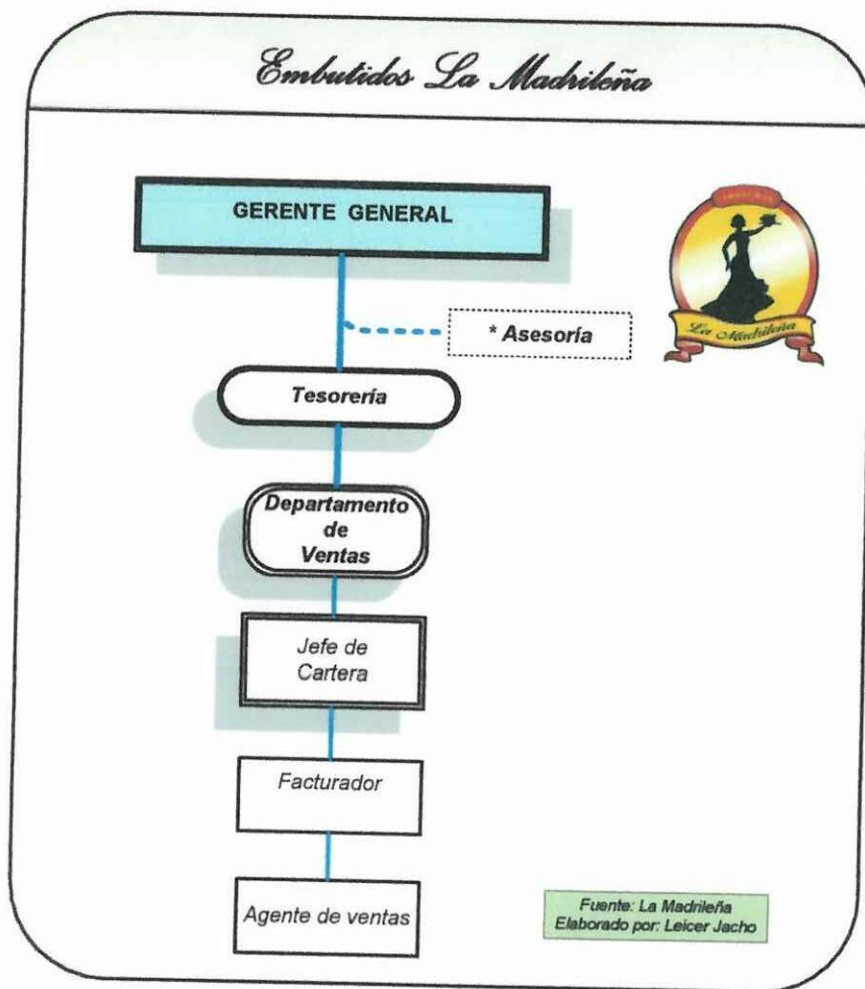 Embutidos La Madrileña
GERENTE GENERAL
* Asesoría
La Madrileña
Tesorería
Departamento
de
Ventas
Jefe de
Cartera
Facturador
Agente de ventas
Fuente: La Madrileña
Elaborado por: Leicer Jacho